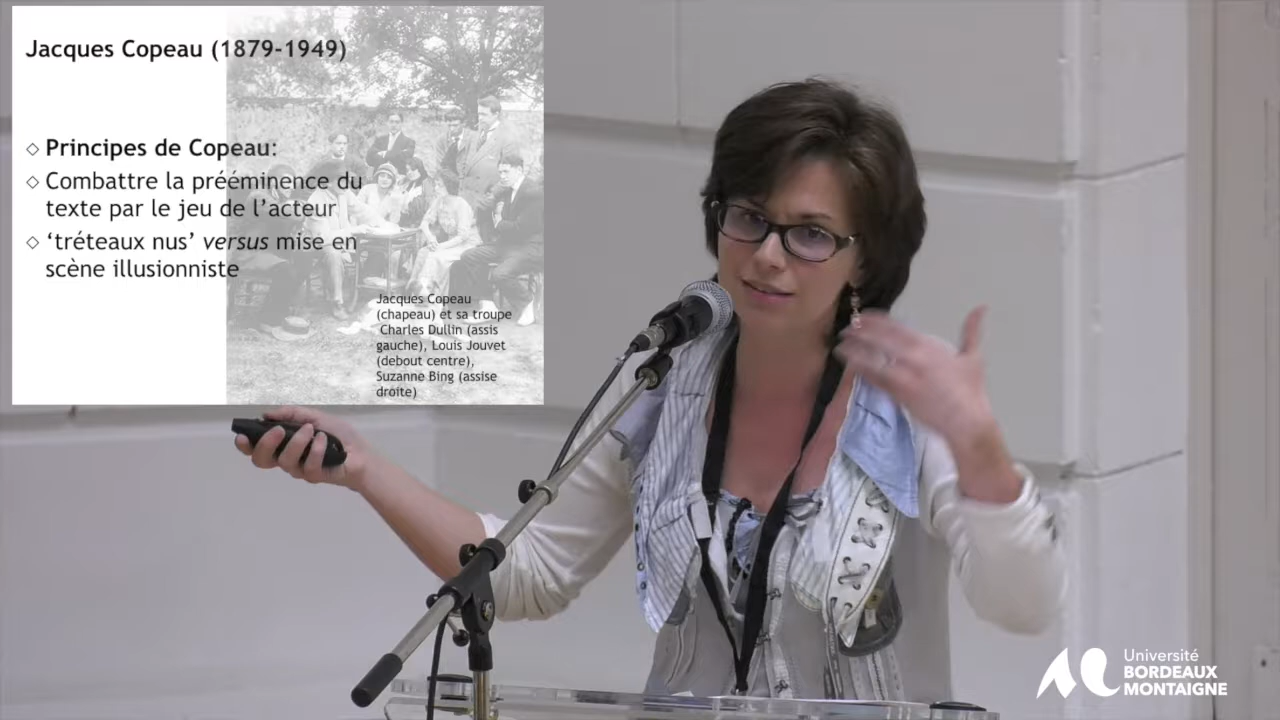 Jacques Copeau (1879-1949)
◇ Principes de Copeau:
◇ Combattre la prééminence du
texte par le jeu de l'acteur
◇ 'tréteaux nus' versus mise en
scène illusionniste
Jacques Copeau
(chapeau) et sa troupe
Charles Dullin (assis
gauche), Louis Jouvet
(debout centre),
Suzanne Bing (assise
droite)
Université
BORDEAUX
MONTAIGNE